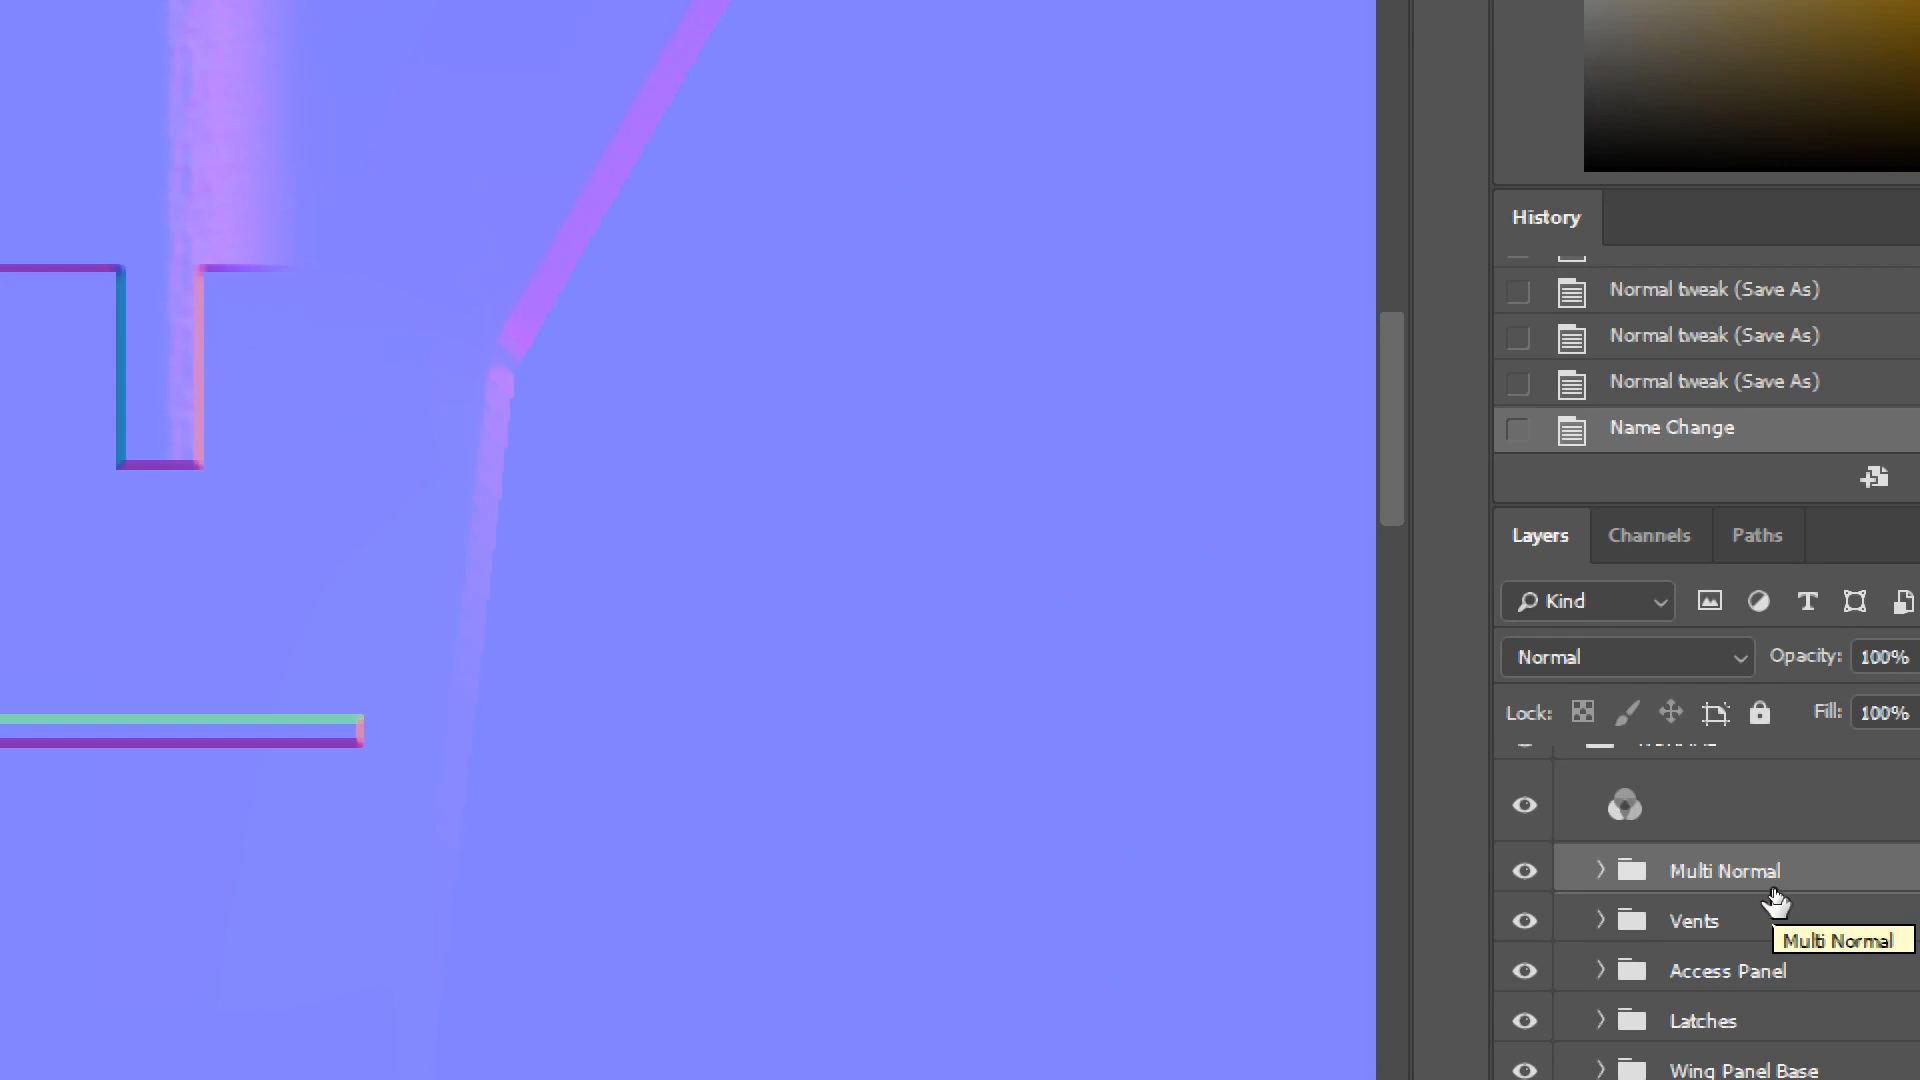 History
Normal tweak (Save As)
Normal tweak (Save As)
Normal tweak (Save As)
Name Change
Layers Channels Paths
Kind
Normal Opacity: 100%
Lock: Fill: 100%
Multi Normal
Vents
Multi Normal
Access Panel
Latches
Wing Panel Base